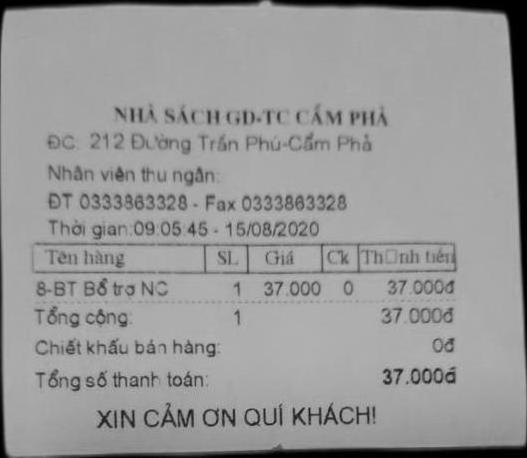 NHÀ SÁCH GD-TC CẨM PHẢ
ĐC: 212 Đường Trần Phú-Cẩm Phả
Nhân viên thu ngân:
ĐT 0333863328 - Fax 0333863328
Thời gian:09:05:45 - 15/08/2020
Tên hàng SL Giá Ck Th□nh tiền
8-BT Bổ trợ NC 1 37.000 0 37.000đ
Tổng cộng: 1 37.000đ
Chiết khấu bán hàng: 0đ
Tổng số thanh toán: 37.000đ
XIN CẢM ƠN QUÍ KHÁCH!